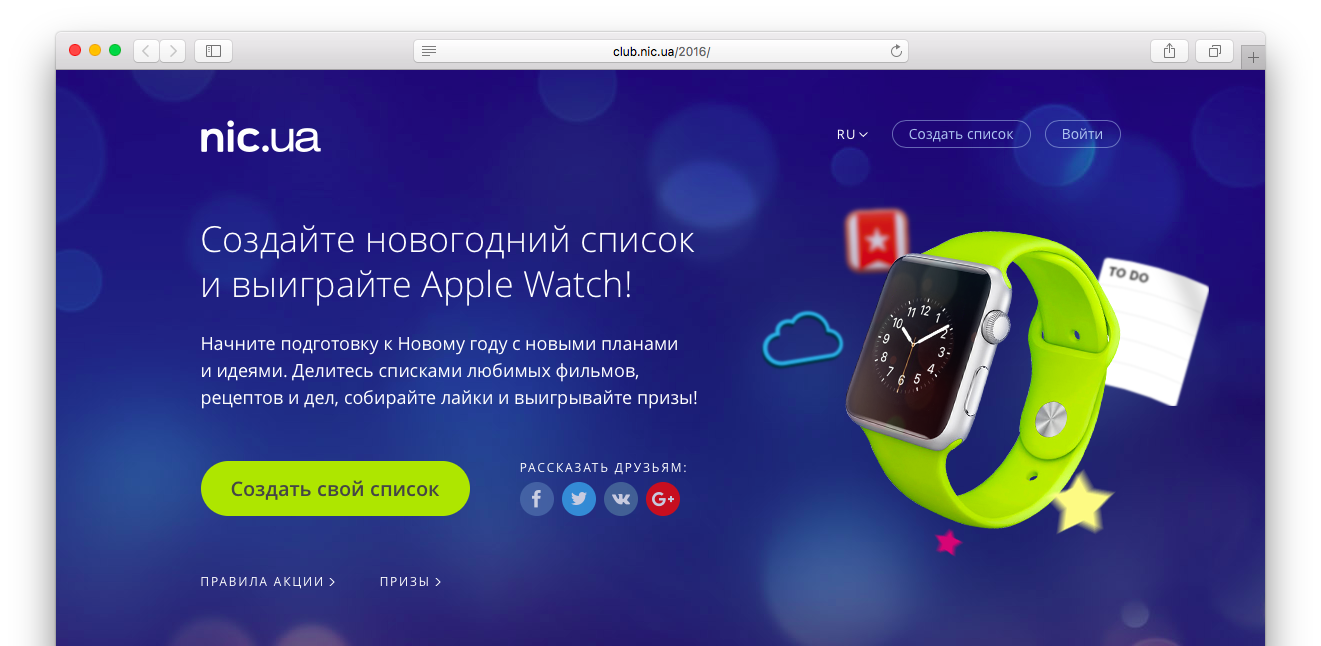 club.nic.ua/2016/
nic.ua
RU
Создать список
Войти
Создайте новогодний список
и выиграйте Apple Watch!
Начните подготовку к Новому году с новыми планами
и идеями. Делитесь списками любимых фильмов,
рецептов и дел, собирайте лайки и выигрывайте призы!
TO DO
12
1
2
3
4
5
6
7
8
9
10
11
Создать свой список
РАССКАЗАТЬ ДРУЗЬЯМ:
f
G+
ПРАВИЛА АКЦИИ
ПРИЗЫ